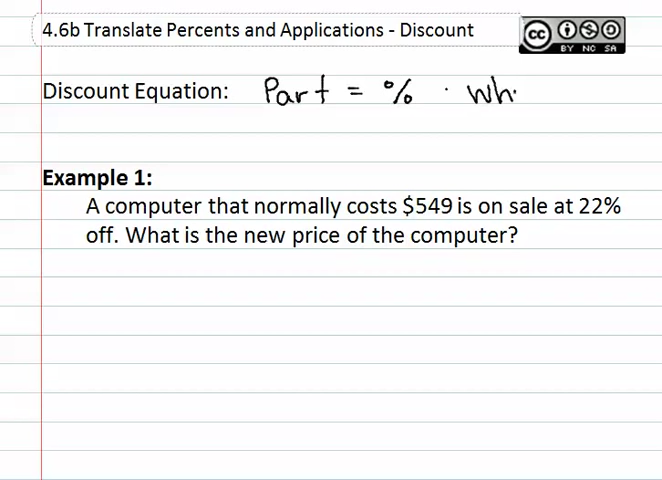 4.6b Translate Percents and Applications - Discount
cc BY NC SA
Discount Equation: Part = % · Wh
Example 1:
A computer that normally costs $549 is on sale at 22%
off. What is the new price of the computer?